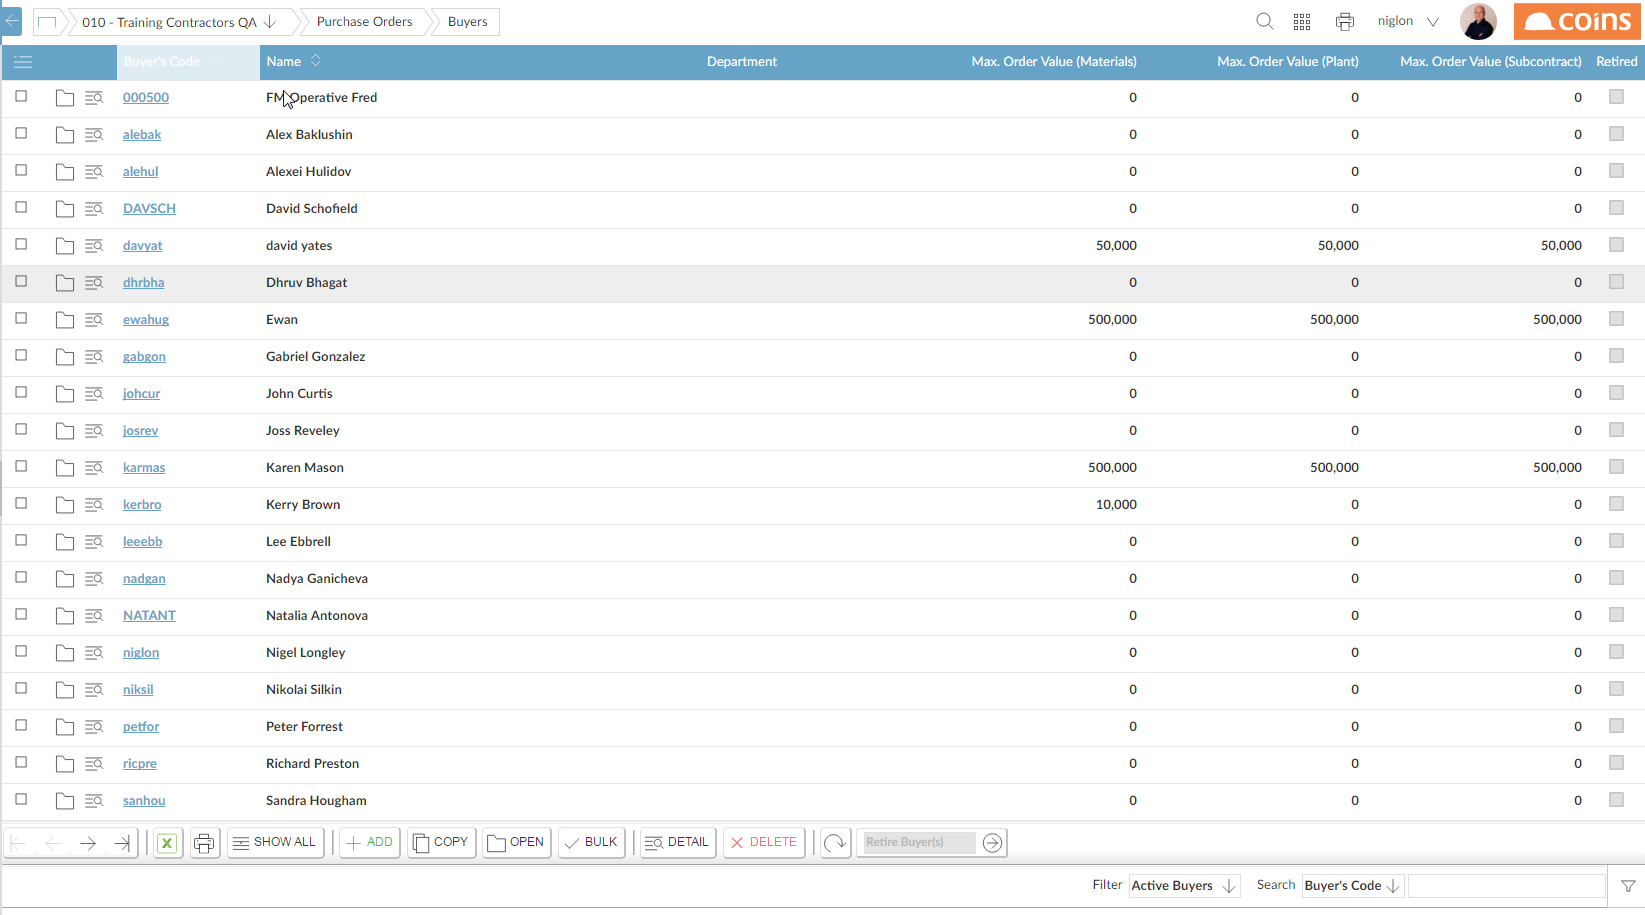 010 - Training Contractors QA Purchase Orders Buyers niglon coins
Buyer's Code Name Department Max. Order Value (Materials) Max. Order Value (Plant) Max. Order Value (Subcontract) Retired
000500 FM Operative Fred 0 0 0
alebak Alex Baklushin 0 0 0
alehul Alexei Hulidov 0 0 0
DAVSCH David Schofield 0 0 0
davyat david yates 50,000 50,000 50,000
dhrbha Dhruv Bhagat 0 0 0
ewahug Ewan 500,000 500,000 500,000
gabgon Gabriel Gonzalez 0 0 0
johcur John Curtis 0 0 0
josrev Joss Reveley 0 0 0
karmas Karen Mason 500,000 500,000 500,000
kerbro Kerry Brown 10,000 0 0
leeebb Lee Ebbrell 0 0 0
nadgan Nadya Ganicheva 0 0 0
NATANT Natalia Antonova 0 0 0
niglon Nigel Longley 0 0 0
niksil Nikolai Silkin 0 0 0
petfor Peter Forrest 0 0 0
ricpre Richard Preston 0 0 0
sanhou Sandra Hougham 0 0 0
SHOW ALL ADD COPY OPEN BULK DETAIL DELETE Retire Buyer(s)
Filter Active Buyers Search Buyer's Code